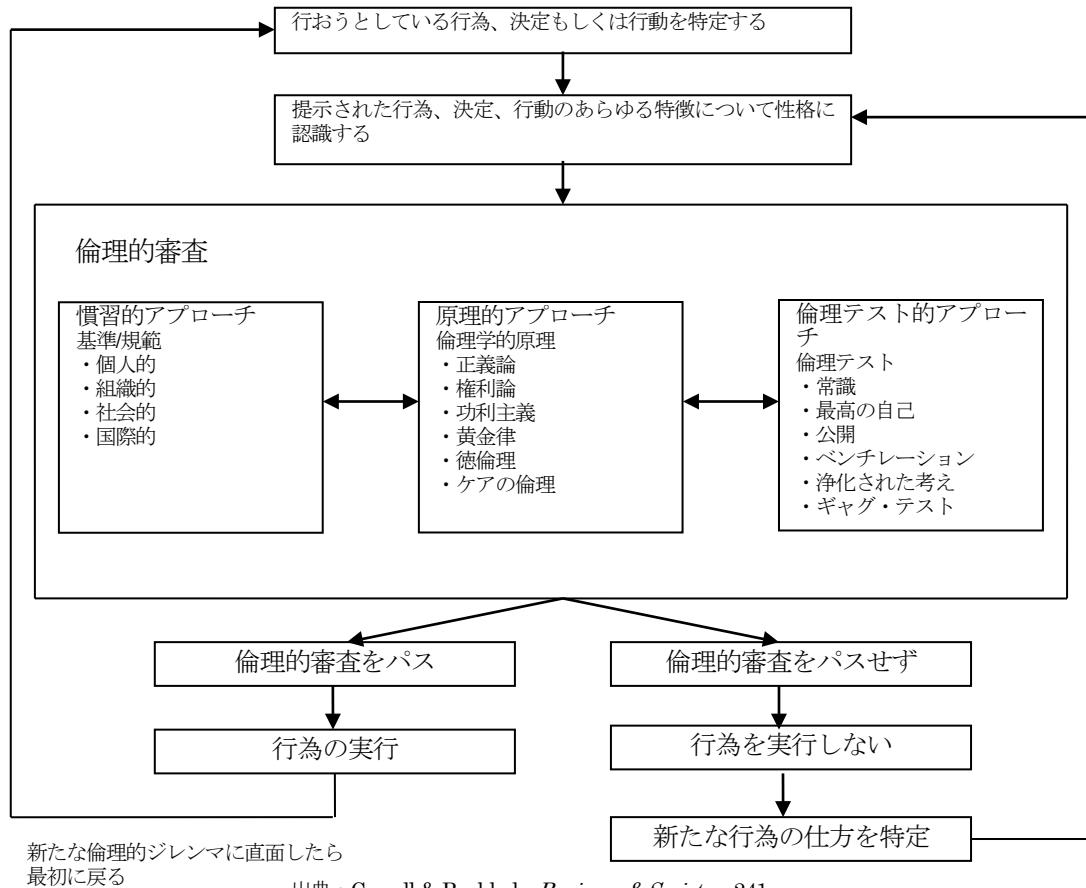 行おうとしている行為、決定もしくは行動を特定する
提示された行為、決定、行動のあらゆる特徴について性格に
認識する
倫理的審査
慣習的アプローチ
基準/規範
・個人的
・組織的
・社会的
・国際的
原理的アプローチ
倫理学的原理
・正義論
・権利論
・功利主義
・黄金律
・徳倫理
・ケアの倫理
倫理テスト的アプロー
チ
倫理テスト
・常識
・最高の自己
・公開
・ベンチレーション
・浄化された考え
・ギャグ・テスト
倫理的審査をパス
倫理的審査をパスせず
行為の実行
行為を実行しない
新たな行為の仕方を特定
新たな倫理的ジレンマに直面したら
最初に戻る